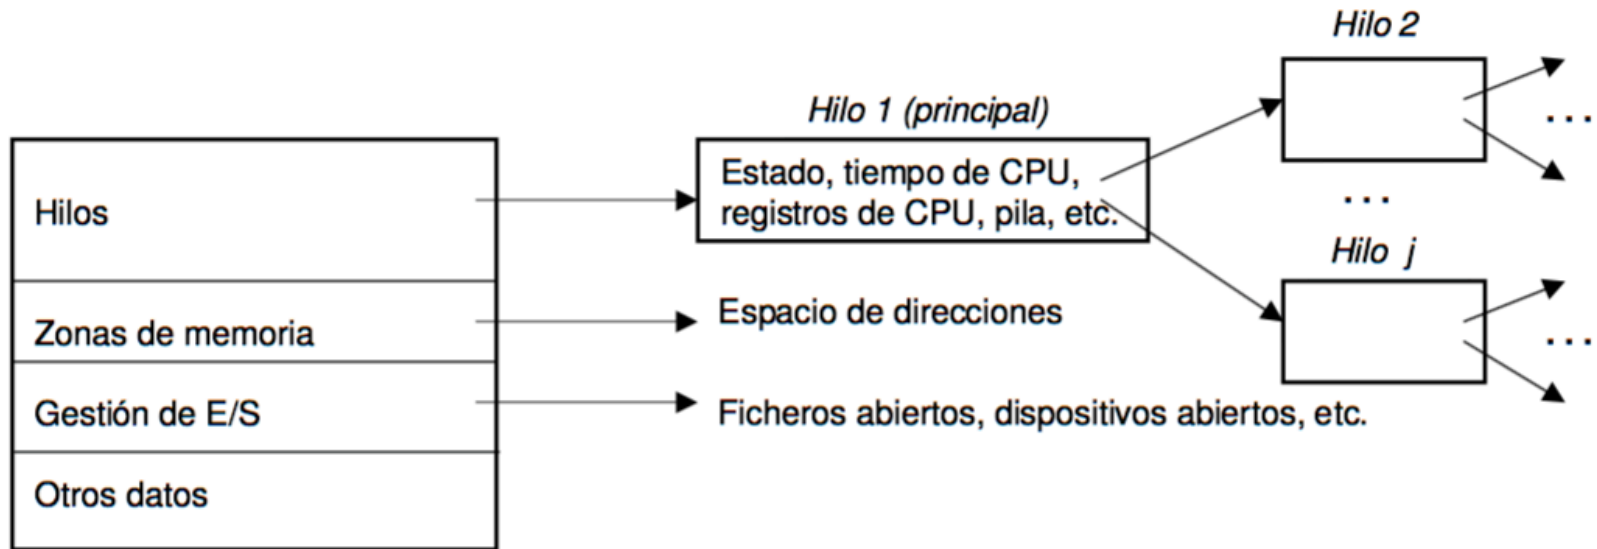 Hilo 2
Hilo 1 (principal)
. . .
Hilos
Estado, tiempo de CPU,
registros de CPU, pila, etc.
. . .
Hilo j
Zonas de memoria
Espacio de direcciones
. . .
Gestión de E/S
Ficheros abiertos, dispositivos abiertos, etc.
Otros datos